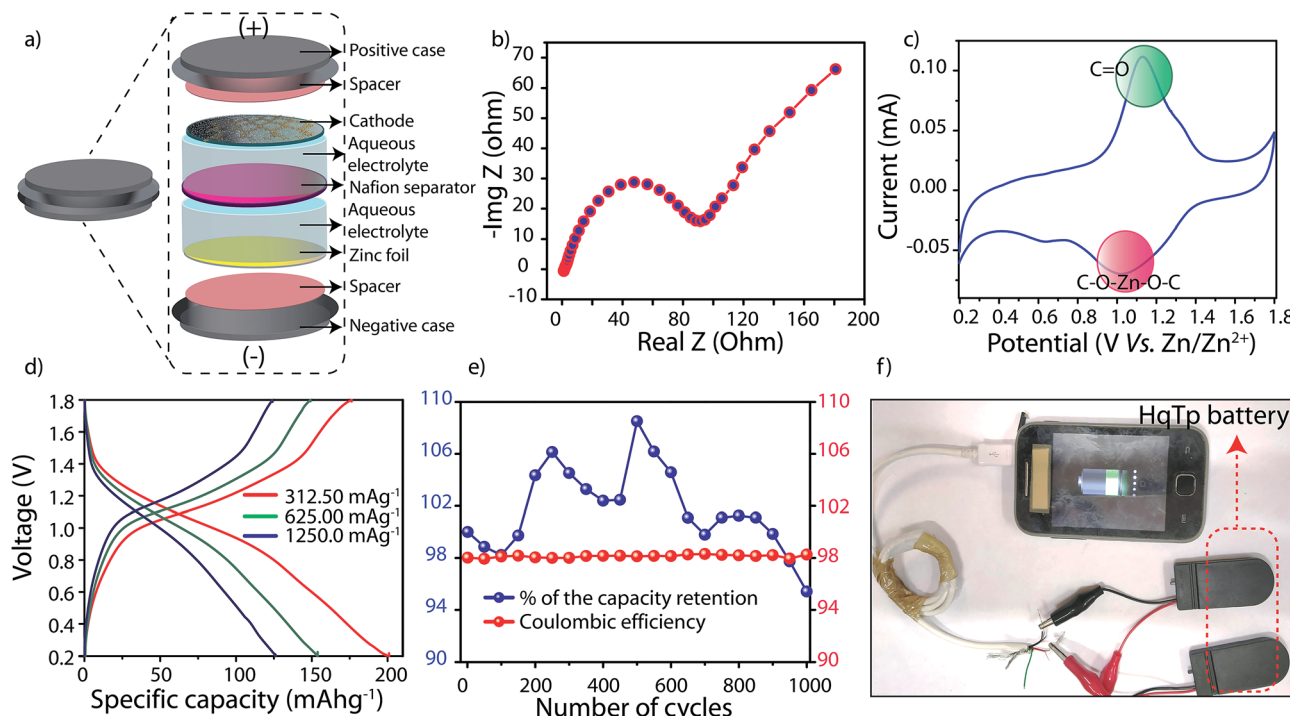 a)
(+)
Positive case
Spacer
Cathode
Aqueous
electrolyte
Nafion separator
Aqueous
electrolyte
Zinc foil
Spacer
Negative case
(-)
b)
-Img Z (ohm)
70
60
50
40
30
20
10
0
-10
0 40 80 120 160 200
Real Z (Ohm)
c)
Current (mA)
0.10
0.05
0.00
-0.05
C=O
C-O-Zn-O-C
0.2 0.4 0.6 0.8 1.0 1.2 1.4 1.6 1.8
Potential (V Vs. Zn/Zn²⁺)
d)
Voltage (V)
1.8
1.6
1.4
1.2
1.0
0.8
0.6
0.4
0.2
312.50 mAg⁻¹
625.00 mAg⁻¹
1250.0 mAg⁻¹
0 50 100 150 200
Specific capacity (mAhg⁻¹)
e)
110 110
106 106
102 102
98 98
94 94
90 90
% of the capacity retention
Coulombic efficiency
0 200 400 600 800 1000
Number of cycles
f)
HqTp battery